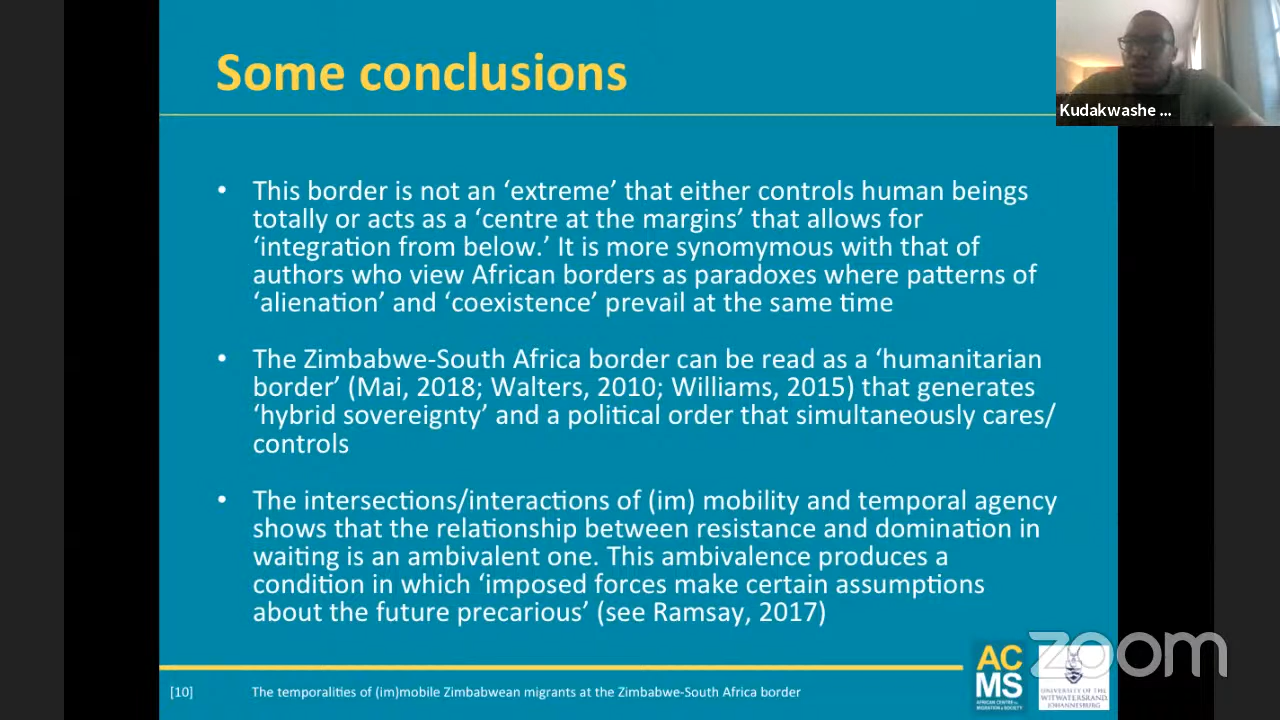 Some conclusions
Kudakwashe ...
• This border is not an ‘extreme’ that either controls human beings
totally or acts as a ‘centre at the margins’ that allows for
‘integration from below.’ It is more synomymous with that of
authors who view African borders as paradoxes where patterns of
‘alienation’ and ‘coexistence’ prevail at the same time
• The Zimbabwe-South Africa border can be read as a ‘humanitarian
border’ (Mai, 2018; Walters, 2010; Williams, 2015) that generates
‘hybrid sovereignty’ and a political order that simultaneously cares/
controls
• The intersections/interactions of (im) mobility and temporal agency
shows that the relationship between resistance and domination in
waiting is an ambivalent one. This ambivalence produces a
condition in which ‘imposed forces make certain assumptions
about the future precarious’ (see Ramsay, 2017)
[10]
The temporalities of (im)mobile Zimbabwean migrants at the Zimbabwe-South Africa border
AC
MS
AFRICAN CENTRE for
MIGRATION & SOCIETY
UNIVERSITY OF THE
WITWATERSRAND,
JOHANNESBURG
zoom